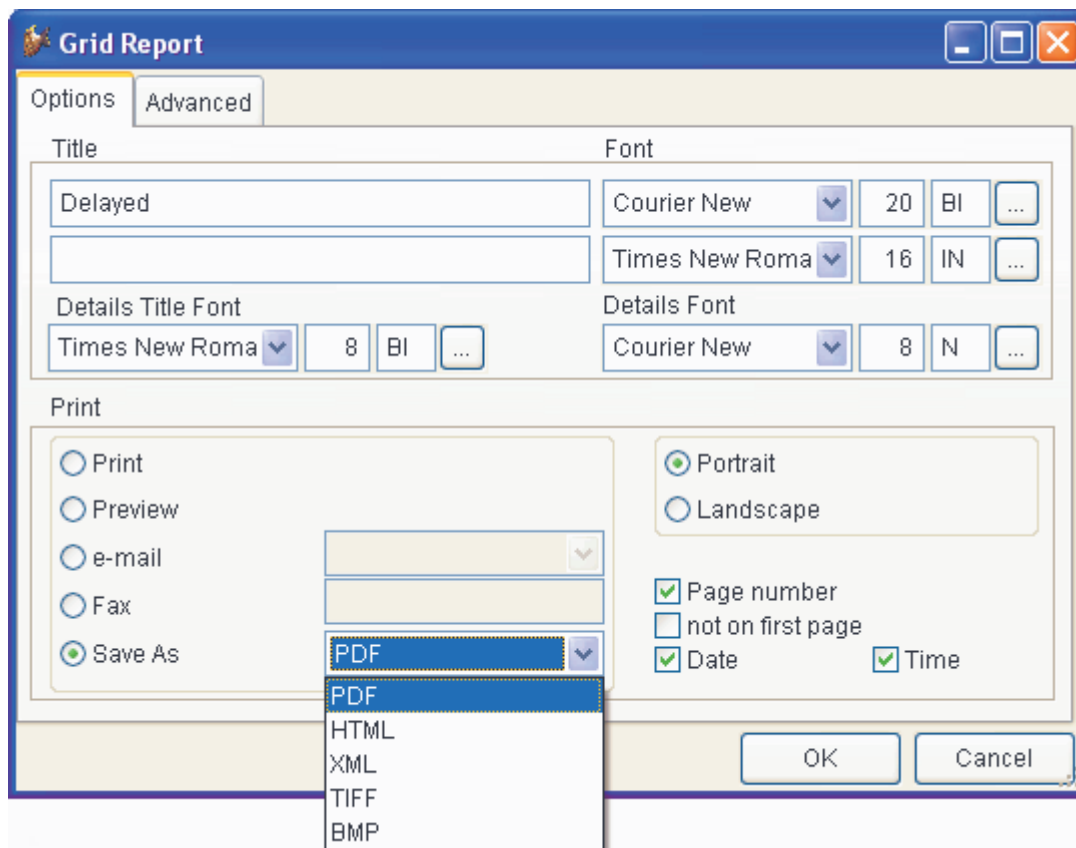 Grid Report
Options Advanced
Title Font
Delayed Courier New 20 BI ...
Times New Roma 16 IN ...
Details Title Font Details Font
Times New Roma 8 BI ... Courier New 8 N ...
Print
Print Portrait
Preview Landscape
e-mail
Fax Page number
not on first page
Save As PDF Date Time
PDF
HTML
XML OK Cancel
TIFF
BMP